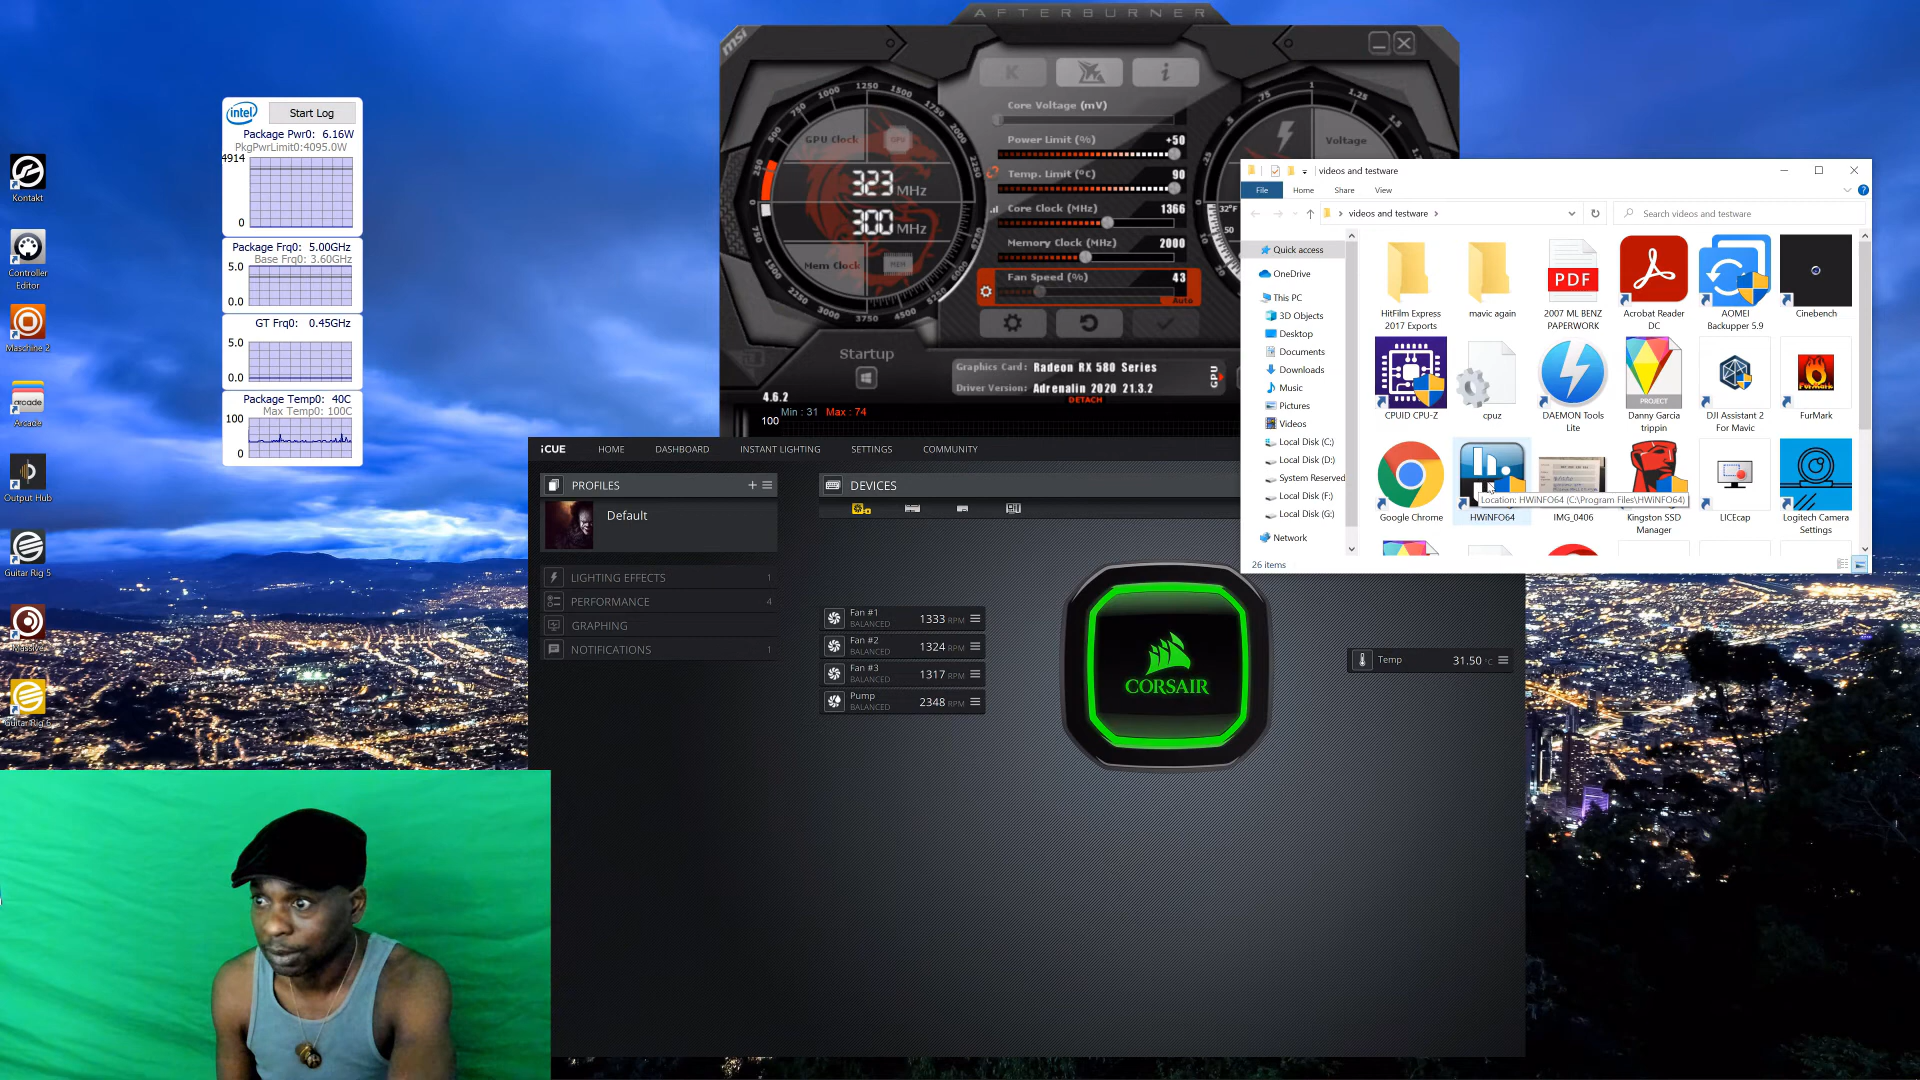 Kontakt
Controller
Editor
Maschine 2
Arcade
Output Hub
Guitar Rig 5
Massive
Guitar Rig 6
intel
Start Log
Package Pwr0: 6.16W
PkgPwrLimit0:4095.0W
4914
0
Package Frq0: 5.00GHz
Base Frq0: 3.60GHz
5.0
0.0
GT Frq0: 0.45GHz
5.0
0.0
Package Temp0: 40C
Max Temp0: 100C
100
0
AFTERBURNER
msi
K
i
GPU Clock
323 MHz
300 MHz
Mem Clock
Core Voltage (mV)
Power Limit (%)
+50
Temp. Limit (°C)
90
Core Clock (MHz)
1366
Memory Clock (MHz)
2000
Fan Speed (%)
43
Auto
Voltage
Startup
Graphics Card: Radeon RX 580 Series
Driver Version: Adrenalin 2020 21.3.2
DETACH
GPU
4.6.2
Min : 31 Max : 74
100
iCUE
HOME
DASHBOARD
INSTANT LIGHTING
SETTINGS
COMMUNITY
PROFILES
Default
LIGHTING EFFECTS 1
PERFORMANCE 4
GRAPHING
NOTIFICATIONS 1
DEVICES
Fan #1
BALANCED
1333 RPM
Fan #2
BALANCED
1324 RPM
Fan #3
BALANCED
1317 RPM
Pump
BALANCED
2348 RPM
CORSAIR
Temp 31.50 °C
videos and testware
File
Home
Share
View
videos and testware
Search videos and testware
Quick access
OneDrive
This PC
3D Objects
Desktop
Documents
Downloads
Music
Pictures
Videos
Local Disk (C:)
Local Disk (D:)
System Reserved
Local Disk (F:)
Local Disk (G:)
Network
26 items
PDF
HitFilm Express
2017 Exports
mavic again
2007 ML BENZ
PAPERWORK
Acrobat Reader
DC
AOMEI
Backupper 5.9
Cinebench
PROJECT
FurMark
CPUID CPU-Z
cpuz
DAEMON Tools
Lite
Danny Garcia
trippin
DJI Assistant 2
For Mavic
FurMark
Location: HWiNFO64 (C:\Program Files\HWiNFO64)
Google Chrome
HWiNFO64
IMG_0406
Kingston SSD
Manager
LICEcap
Logitech Camera
Settings